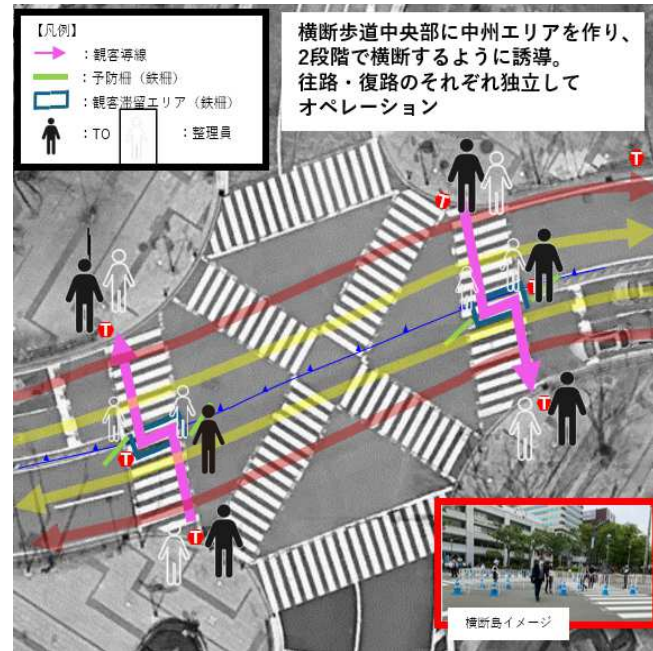 【凡例】
：観客導線
：予防柵（鉄柵）
：観客滞留エリア（鉄柵）
：TO
：整理員
横断歩道中央部に中州エリアを作り、
2段階で横断するように誘導。
往路・復路のそれぞれ独立して
オペレーション
T
T
T
T
T
T
T
横断島イメージ